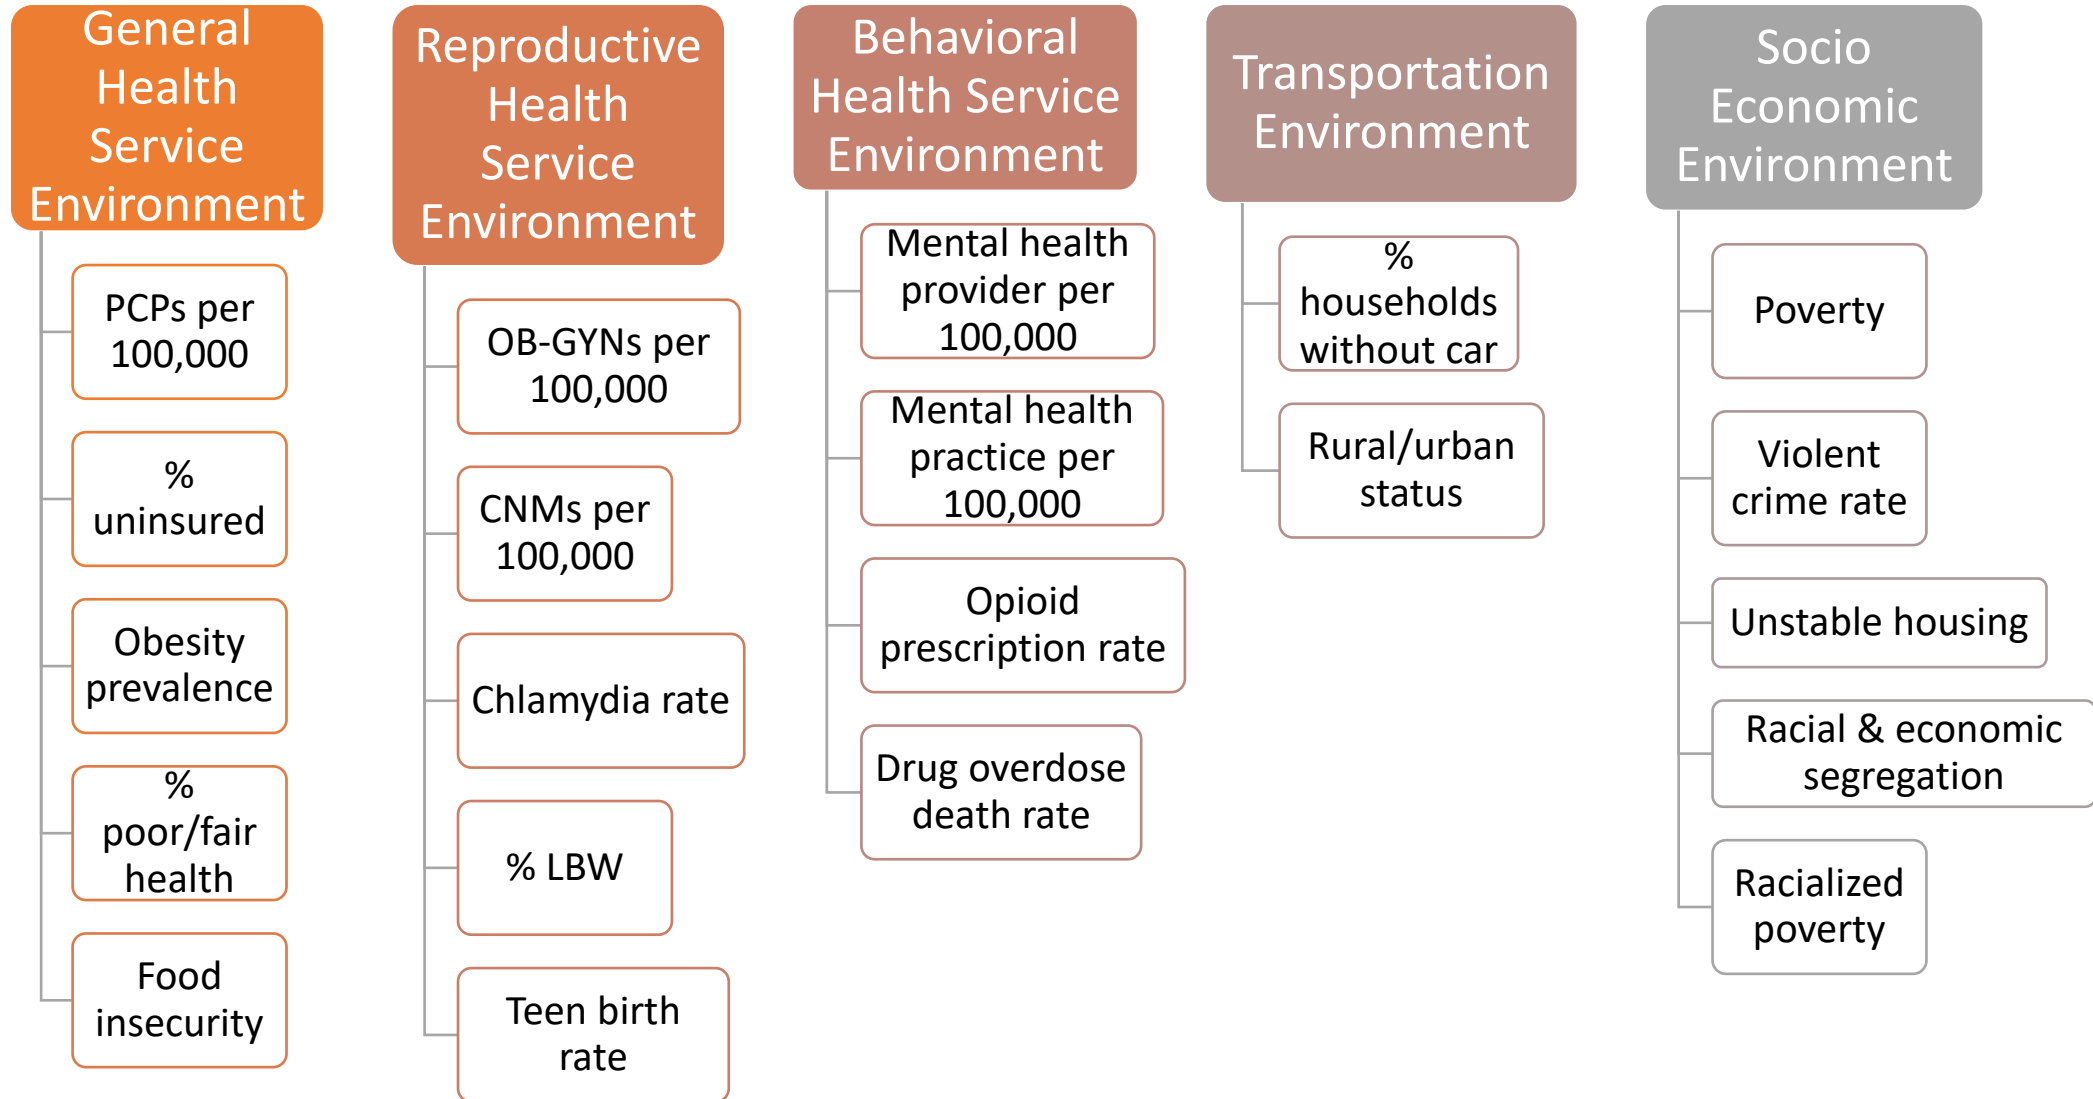 General
Health
Service
Environment
PCPs per
100,000
%
uninsured
Obesity
prevalence
%
poor/fair
health
Food
insecurity
Reproductive
Health
Service
Environment
OB-GYNs per
100,000
CNMs per
100,000
Chlamydia rate
% LBW
Teen birth
rate
Behavioral
Health Service
Environment
Mental health
provider per
100,000
Mental health
practice per
100,000
Opioid
prescription rate
Drug overdose
death rate
Transportation
Environment
%
households
without car
Rural/urban
status
Socio
Economic
Environment
Poverty
Violent
crime rate
Unstable housing
Racial & economic
segregation
Racialized
poverty